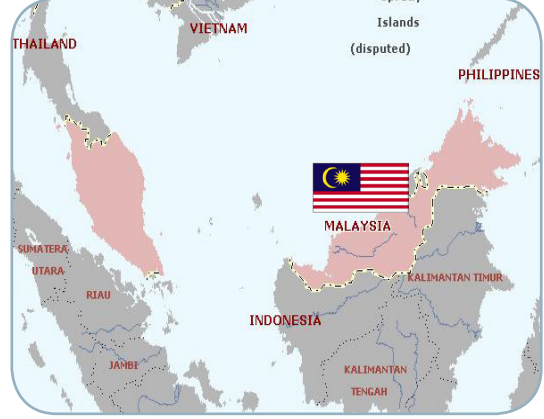 Islands
(disputed)
THAILAND
VIETNAM
PHILIPPINES
MALAYSIA
SUMATERA
UTARA
RIAU
KALIMANTAN TIMUR
INDONESIA
JAMBI
KALIMANTAN
TENGAH